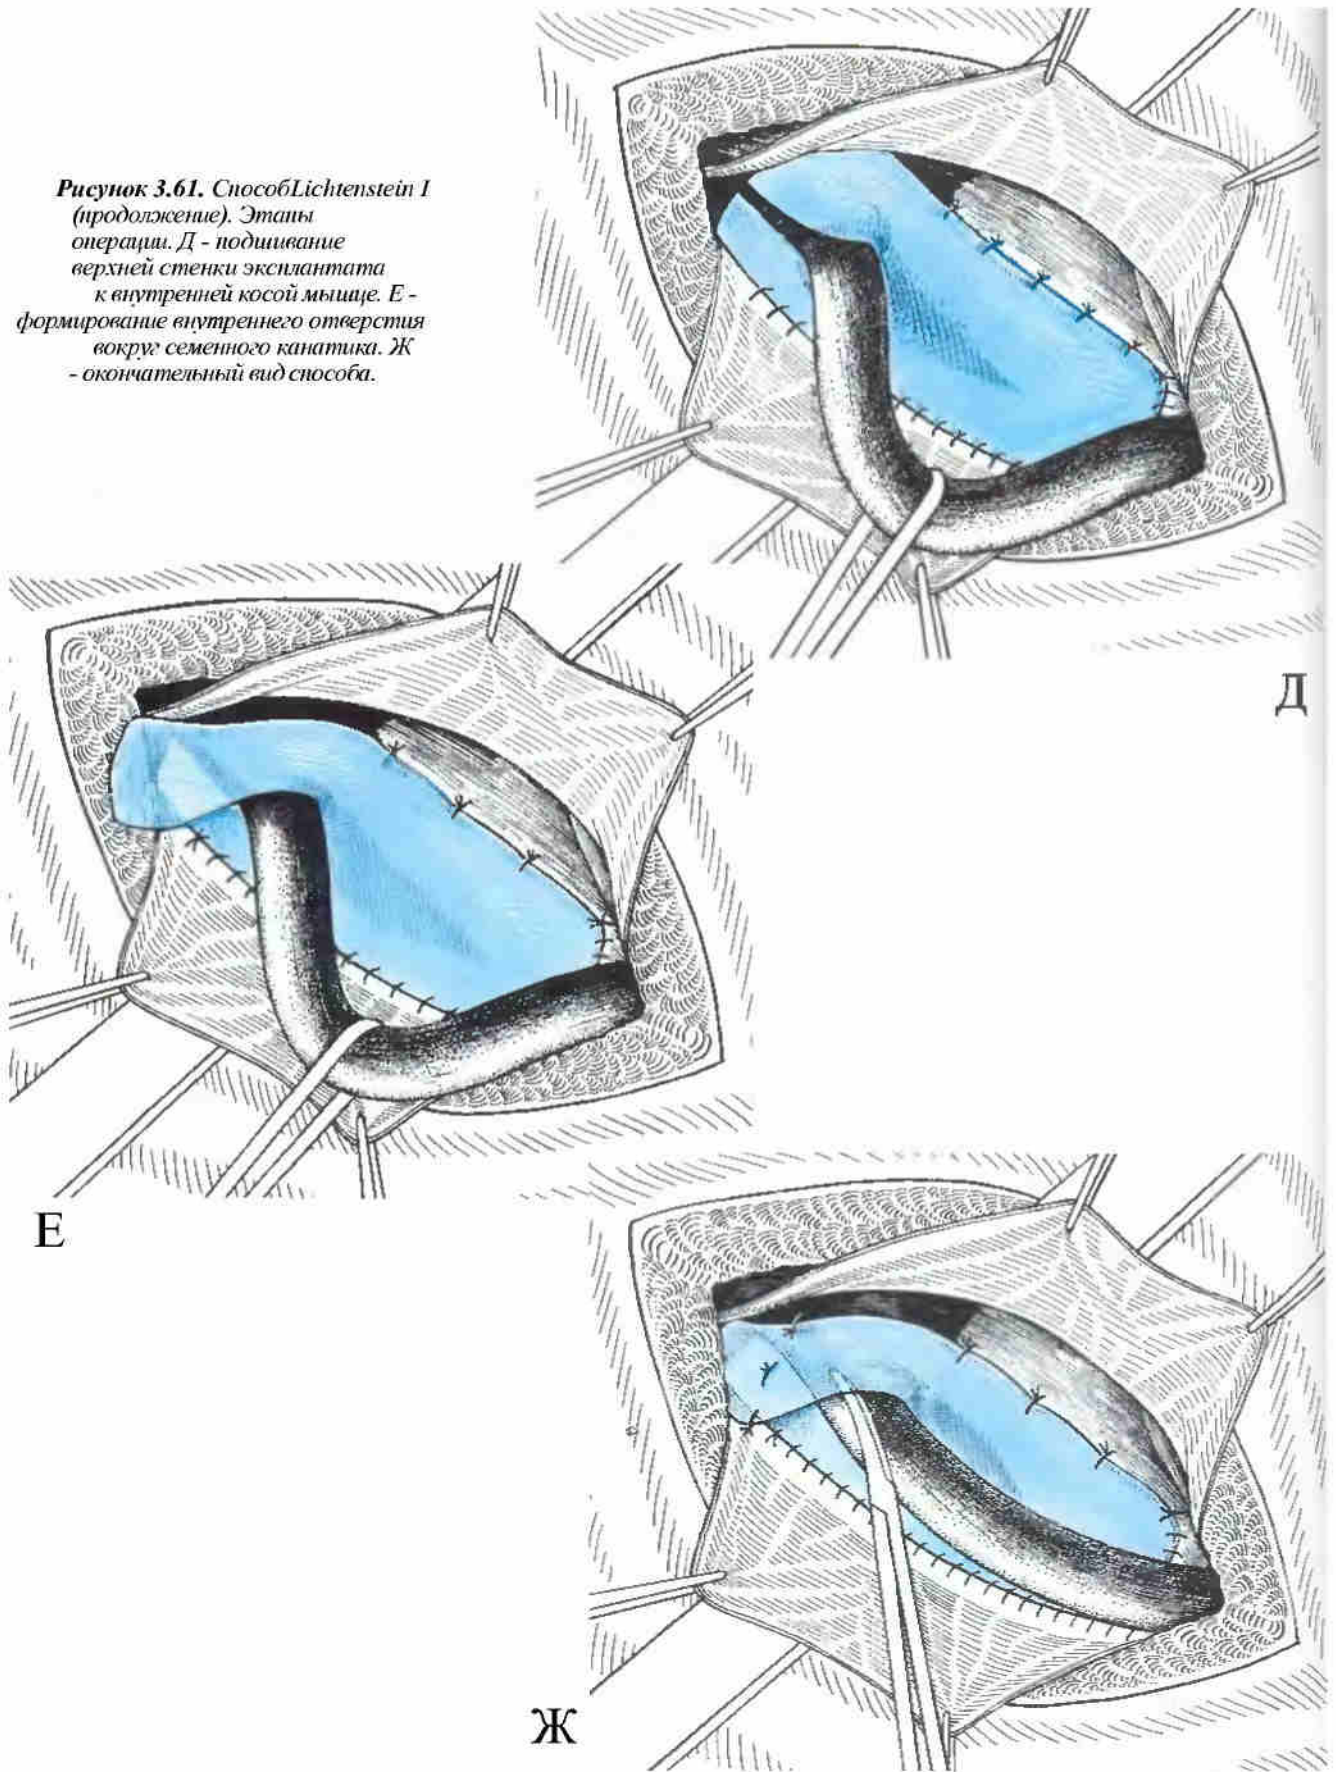 Рисунок 3.61. СпособLichtenstein I
(продолжение). Этапы
операции. Д - подшивание
верхней стенки эксплантата
к внутренней косой мышце. Е -
формирование внутреннего отверстия
вокруг семенного канатика. Ж
- окончательный вид способа.
Д
Е
Ж